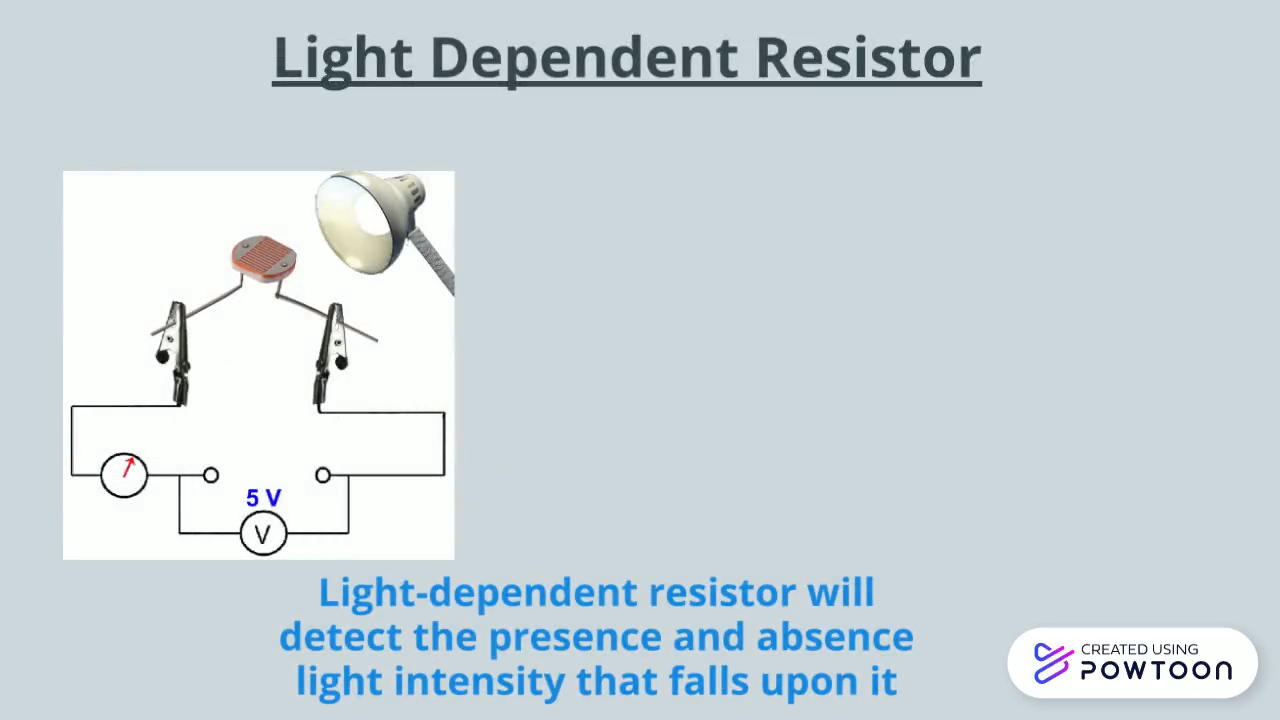 Light Dependent Resistor
5 V
V
Light-dependent resistor will
detect the presence and absence
light intensity that falls upon it
CREATED USING
POWTOON